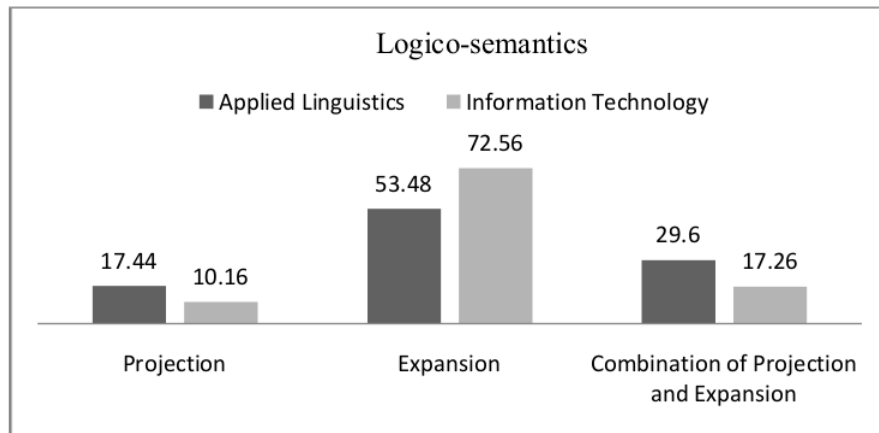 Logico-semantics
Applied Linguistics Information Technology
72.56
53.48
29.6
17.44
17.26
10.16
Projection Expansion Combination of Projection
and Expansion